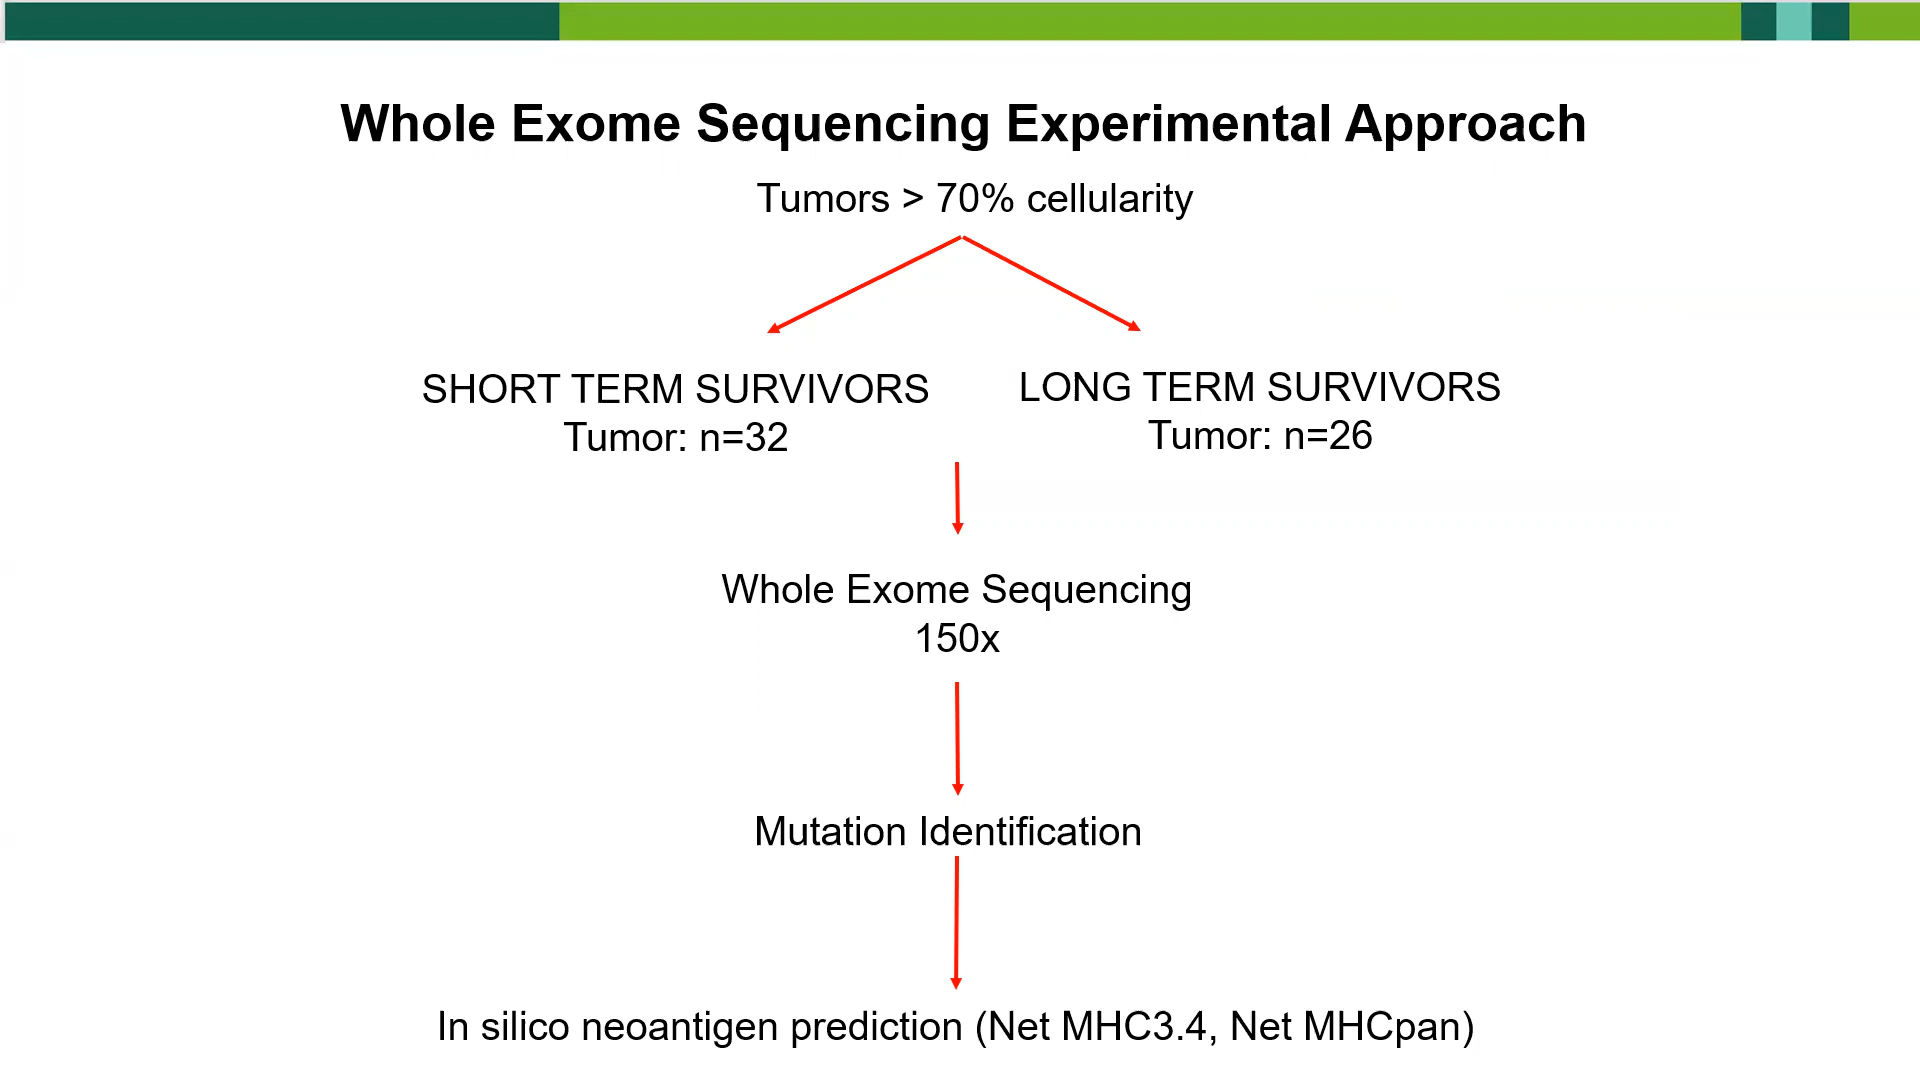 Whole Exome Sequencing Experimental Approach
Tumors > 70% cellularity
SHORT TERM SURVIVORS
Tumor: n=32
LONG TERM SURVIVORS
Tumor: n=26
Whole Exome Sequencing
150x
Mutation Identification
In silico neoantigen prediction (Net MHC3.4, Net MHCpan)